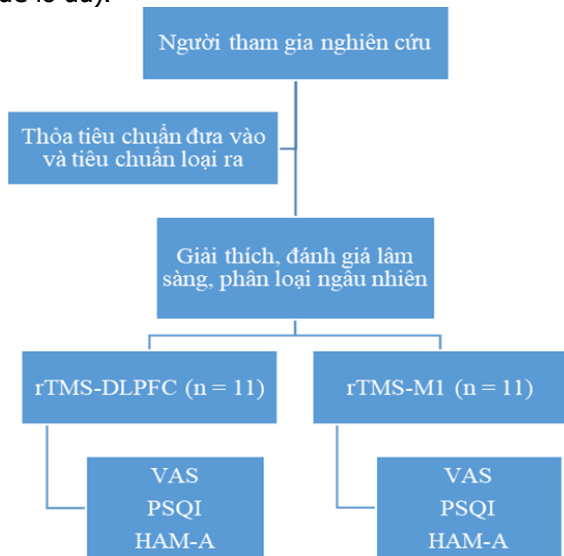 Người tham gia nghiên cứu
Thỏa tiêu chuẩn đưa vào
và tiêu chuẩn loại ra
Giải thích, đánh giá lâm
sàng, phân loại ngẫu nhiên
rTMS-DLPFC (n = 11)
rTMS-M1 (n = 11)
VAS
PSQI
HAM-A
VAS
PSQI
HAM-A